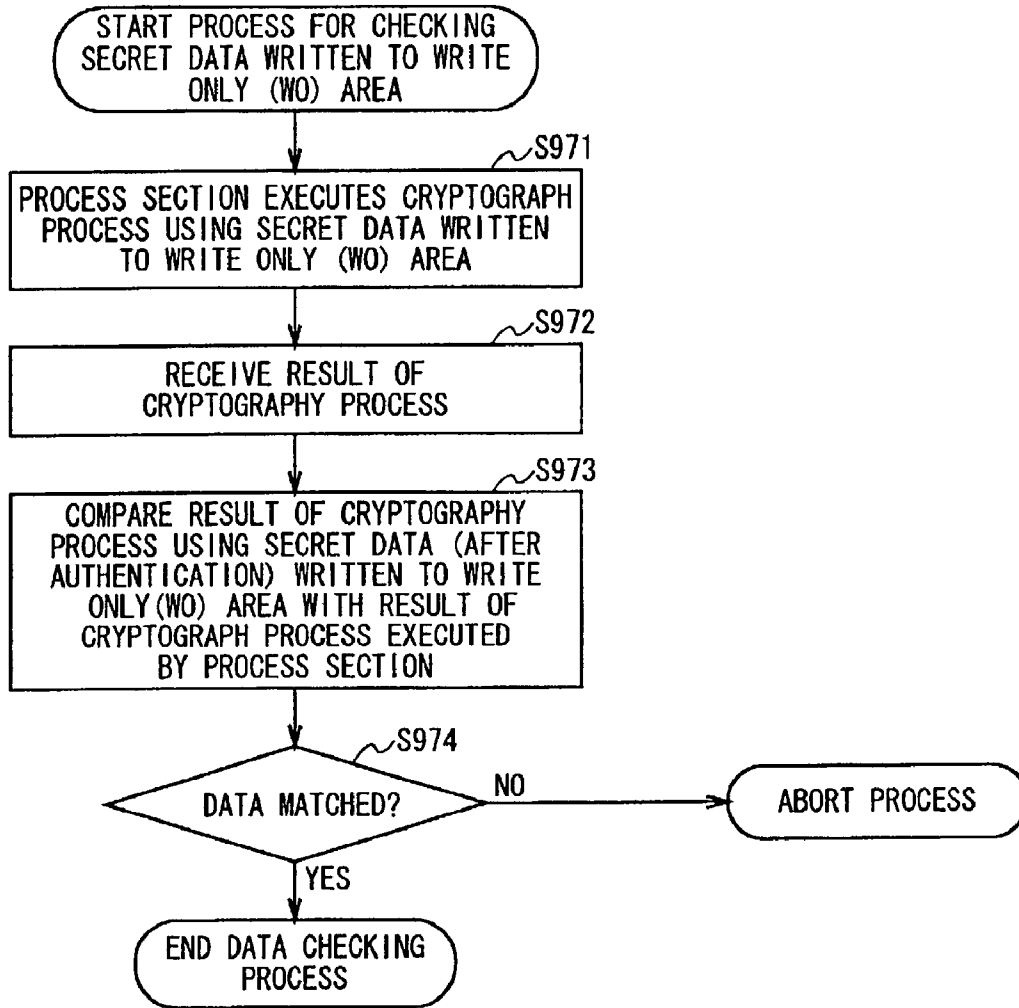 START PROCESS FOR CHECKING
SECRET DATA WRITTEN TO WRITE
ONLY (WO) AREA
S971
PROCESS SECTION EXECUTES CRYPTOGRAPH
PROCESS USING SECRET DATA WRITTEN
TO WRITE ONLY (WO) AREA
S972
RECEIVE RESULT OF
CRYPTOGRAPHY PROCESS
S973
COMPARE RESULT OF CRYPTOGRAPHY
PROCESS USING SECRET DATA (AFTER
AUTHENTICATION) WRITTEN TO WRITE
ONLY(WO) AREA WITH RESULT OF
CRYPTOGRAPH PROCESS EXECUTED
BY PROCESS SECTION
S974
DATA MATCHED?
NO
ABORT PROCESS
YES
END DATA CHECKING
PROCESS